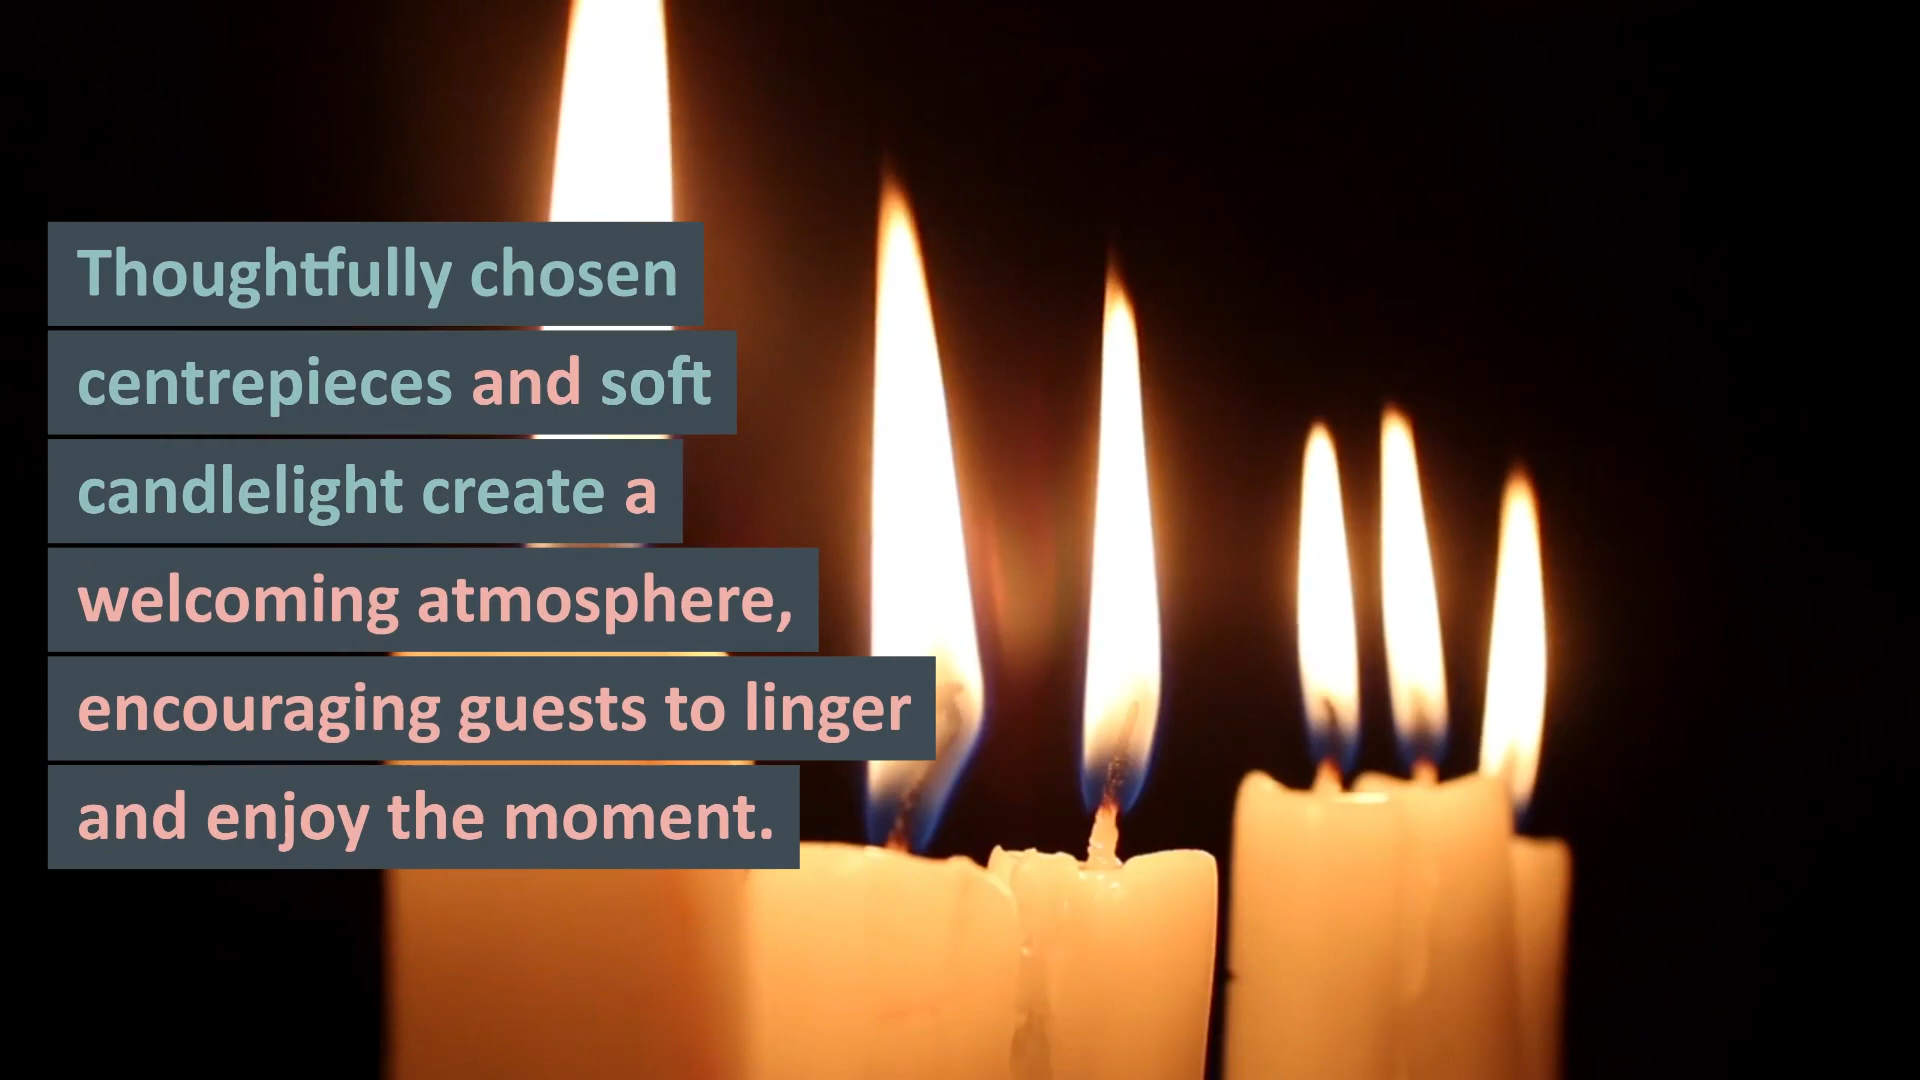 Thoughtfully chosen
centrepieces and soft
candlelight create a
welcoming atmosphere,
encouraging guests to linger
and enjoy the moment.